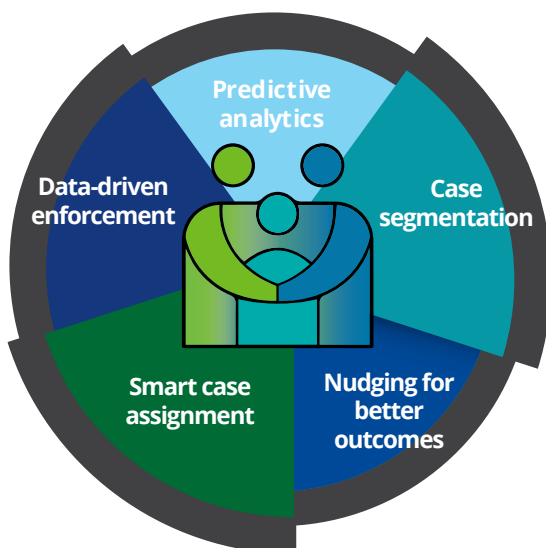 Predictive
analytics
Case
segmentation
Nudging for
better
outcomes
Smart case
assignment
Data-driven
enforcement